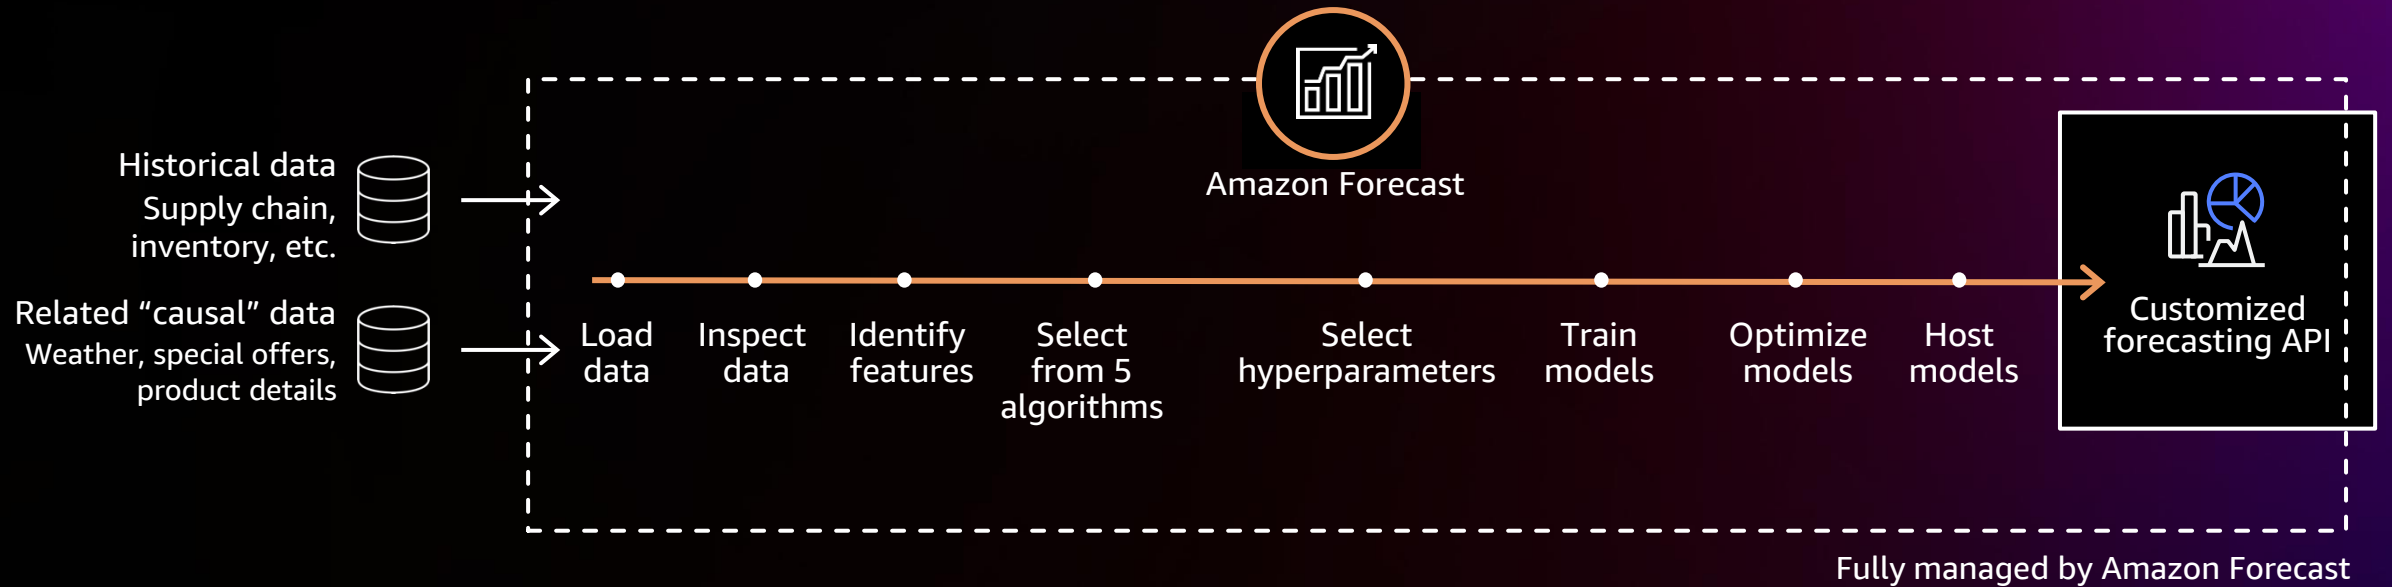 Amazon Forecast
Historical data
Supply chain,
inventory, etc.
Related “causal” data
Weather, special offers,
product details
Load
data
Inspect
data
Identify
features
Select
from 5
algorithms
Select
hyperparameters
Train
models
Optimize
models
Host
models
Customized
forecasting API
Fully managed by Amazon Forecast